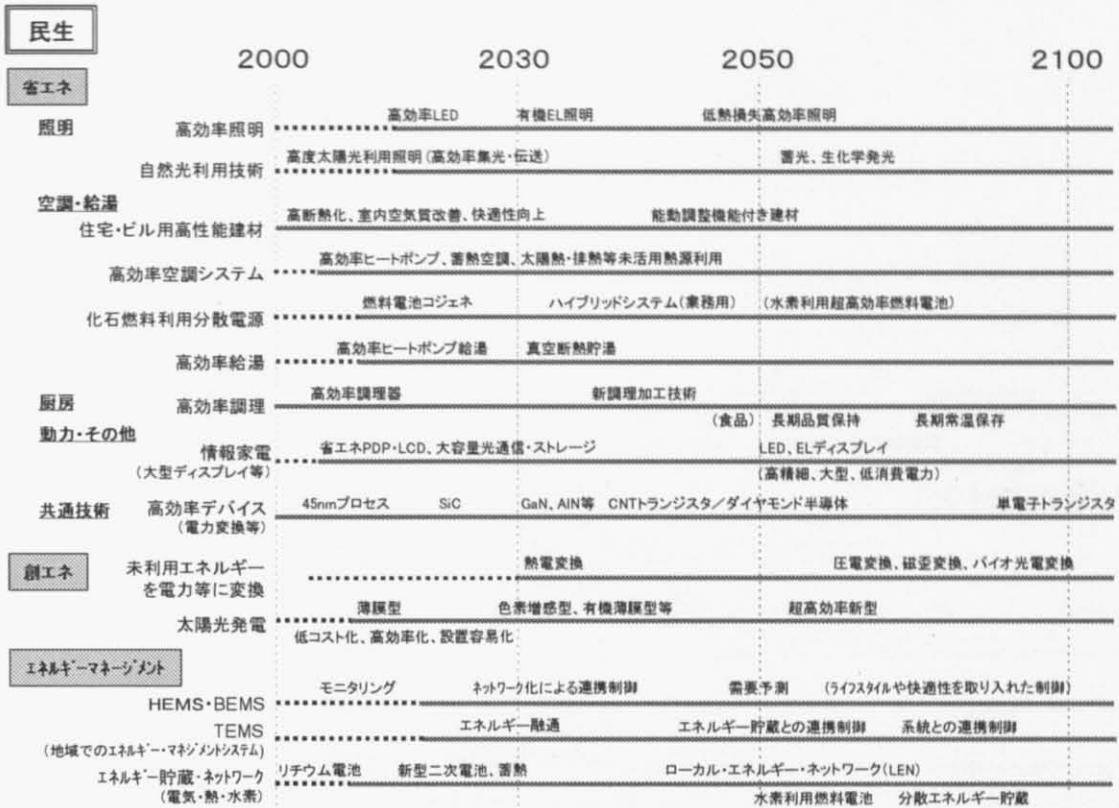 民生
2000 2030 2050 2100
省エネ
照明
高効率LED 有機EL照明 低熱損失高効率照明
高効率照明
高度太陽光利用照明(高効率集光・伝送) 蓄光、生化学発光
自然光利用技術
空調・給湯
高断熱化、室内空気質改善、快適性向上 能動調整機能付き建材
住宅・ビル用高性能建材
高効率ヒートポンプ、蓄熱空調、太陽熱・排熱等未活用熱源利用
高効率空調システム
燃料電池コジェネ ハイブリッドシステム(業務用) (水素利用超高効率燃料電池)
化石燃料利用分散電源
高効率ヒートポンプ給湯 真空断熱貯湯
高効率給湯
厨房
高効率調理器 新調理加工技術
高効率調理
(食品) 長期品質保持 長期常温保存
動力・その他
省エネPDP・LCD、大容量光通信・ストレージ LED、ELディスプレイ
情報家電
(大型ディスプレイ等)
(高精細、大型、低消費電力)
共通技術
45nmプロセス SiC GaN、AlN等 CNTトランジスタ/ダイヤモンド半導体 単電子トランジスタ
高効率デバイス
(電力変換等)
創エネ
熱電変換 圧電変換、磁歪変換、バイオ光電変換
未利用エネルギー
を電力等に変換
薄膜型 色素増感型、有機薄膜型等 超高効率新型
太陽光発電
低コスト化、高効率化、設置容易化
エネルギーマネージメント
モニタリング ネットワーク化による連携制御 需要予測 (ライフスタイルや快適性を取り入れた制御)
HEMS・BEMS
エネルギー融通 エネルギー貯蔵との連携制御 系統との連携制御
TEMS
(地域でのエネルギー・マネジメントシステム)
リチウム電池 新型二次電池、蓄熱 ローカル・エネルギー・ネットワーク(LEN)
エネルギー貯蔵・ネットワーク
(電気・熱・水素)
水素利用燃料電池 分散エネルギー貯蔵